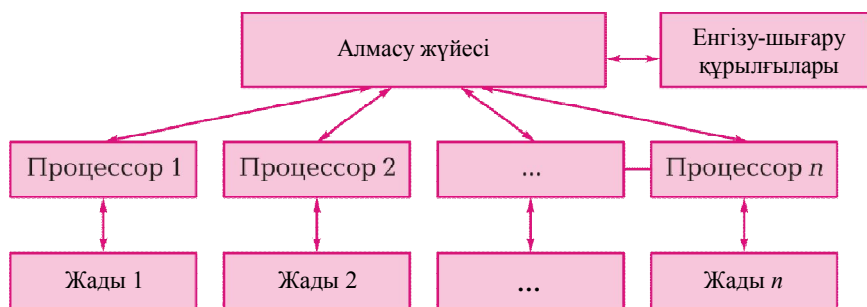 Алмасу жүйесі
Енгізу-шығару
құрылғылары
Процессор 1
Процессор 2
...
Процессор n
Жады 1
Жады 2
...
Жады n